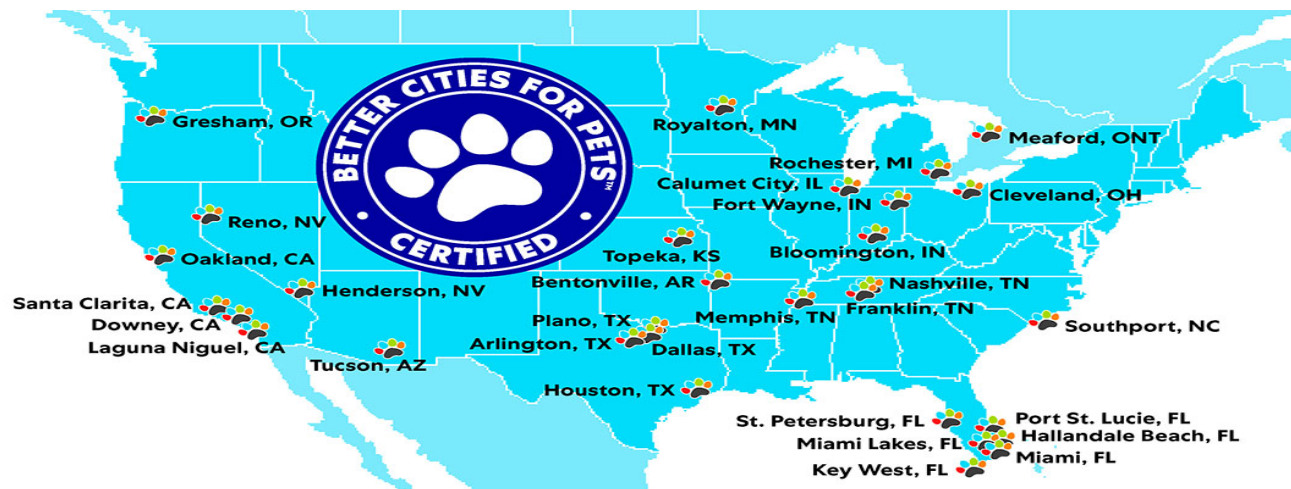 BETTER CITIES FOR PETS™
CERTIFIED
Gresham, OR
Royalton, MN
Meaford, ONT
Rochester, MI
Calumet City, IL
Cleveland, OH
Fort Wayne, IN
Reno, NV
Oakland, CA
Topeka, KS
Bloomington, IN
Henderson, NV
Bentonville, AR
Nashville, TN
Santa Clarita, CA
Memphis, TN
Franklin, TN
Downey, CA
Plano, TX
Southport, NC
Laguna Niguel, CA
Arlington, TX
Dallas, TX
Tucson, AZ
Houston, TX
St. Petersburg, FL
Port St. Lucie, FL
Miami Lakes, FL
Hallandale Beach, FL
Miami, FL
Key West, FL